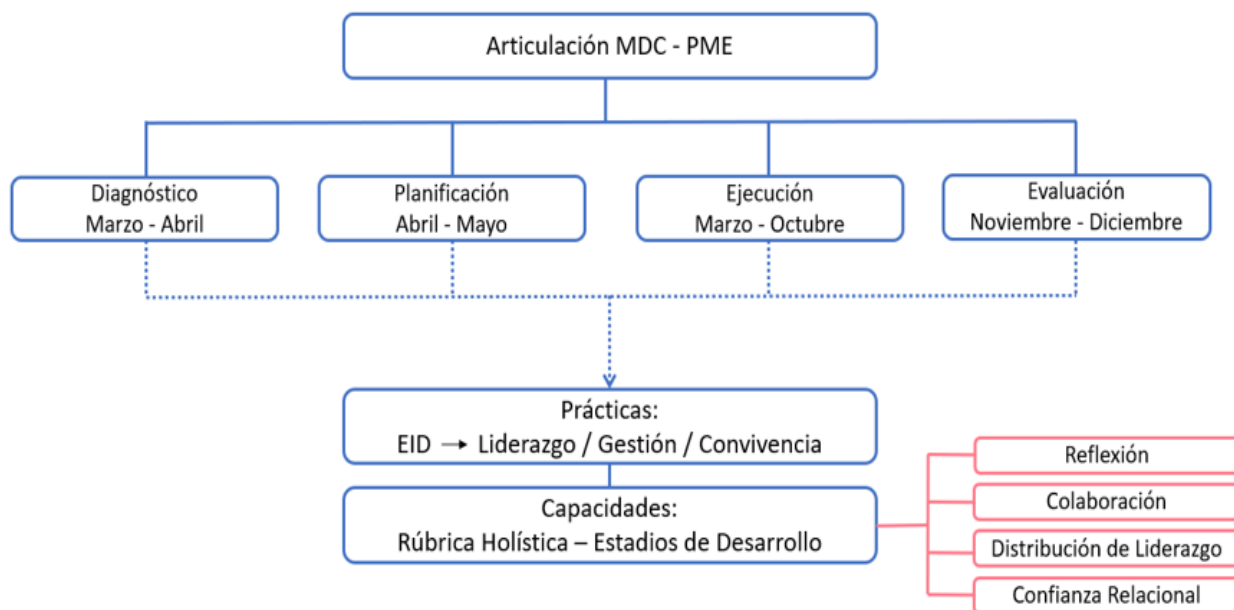 Articulación MDC - PME
Diagnóstico
Marzo - Abril
Planificación
Abril - Mayo
Ejecución
Marzo - Octubre
Evaluación
Noviembre - Diciembre
Prácticas:
EID → Liderazgo / Gestión / Convivencia
Capacidades:
Rúbrica Holística – Estadios de Desarrollo
Reflexión
Colaboración
Distribución de Liderazgo
Confianza Relacional